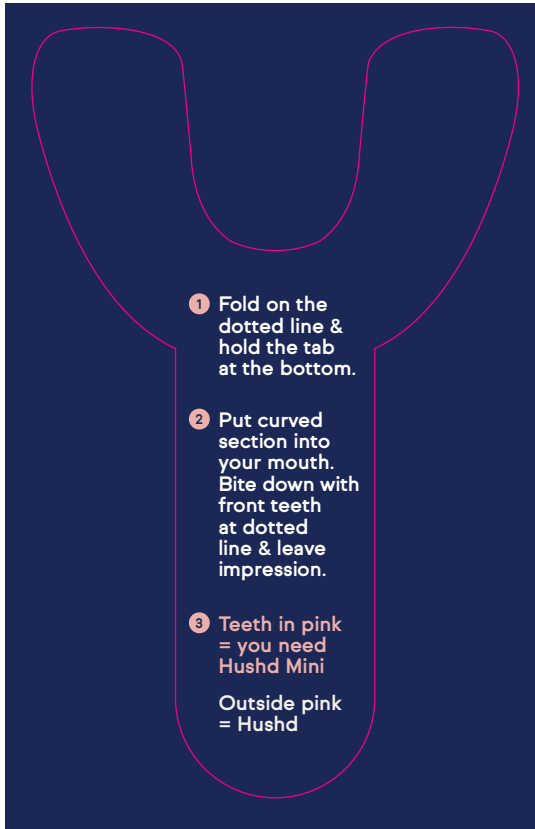 1 Fold on the
dotted line &
hold the tab
at the bottom.
2 Put curved
section into
your mouth.
Bite down with
front teeth
at dotted
line & leave
impression.
3 Teeth in pink
= you need
Hushd Mini
Outside pink
= Hushd